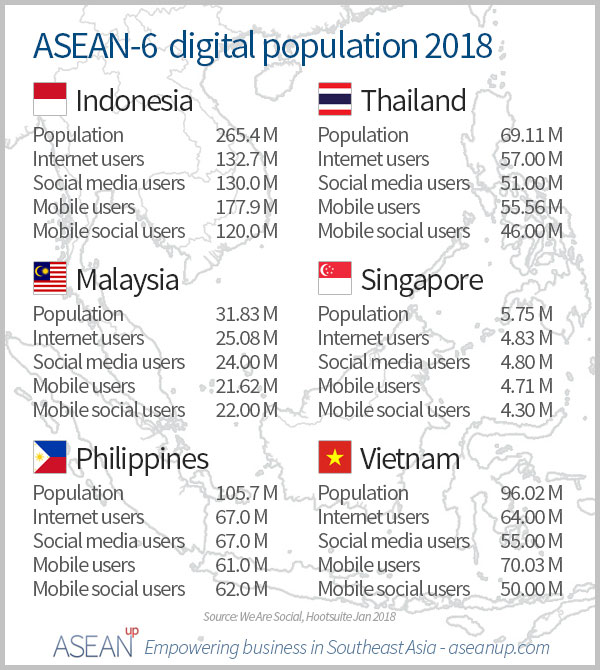 ASEAN-6 digital population 2018
Indonesia
Population 265.4 M
Internet users 132.7 M
Social media users 130.0 M
Mobile users 177.9 M
Mobile social users 120.0 M
Thailand
Population 69.11 M
Internet users 57.00 M
Social media users 51.00 M
Mobile users 55.56 M
Mobile social users 46.00 M
Malaysia
Population 31.83 M
Internet users 25.08 M
Social media users 24.00 M
Mobile users 21.62 M
Mobile social users 22.00 M
Singapore
Population 5.75 M
Internet users 4.83 M
Social media users 4.80 M
Mobile users 4.71 M
Mobile social users 4.30 M
Philippines
Population 105.7 M
Internet users 67.0 M
Social media users 67.0 M
Mobile users 61.0 M
Mobile social users 62.0 M
Vietnam
Population 96.02 M
Internet users 64.00 M
Social media users 55.00 M
Mobile users 70.03 M
Mobile social users 50.00 M
Source: We Are Social, Hootsuite Jan 2018
ASEAN up Empowering business in Southeast Asia - aseanup.com